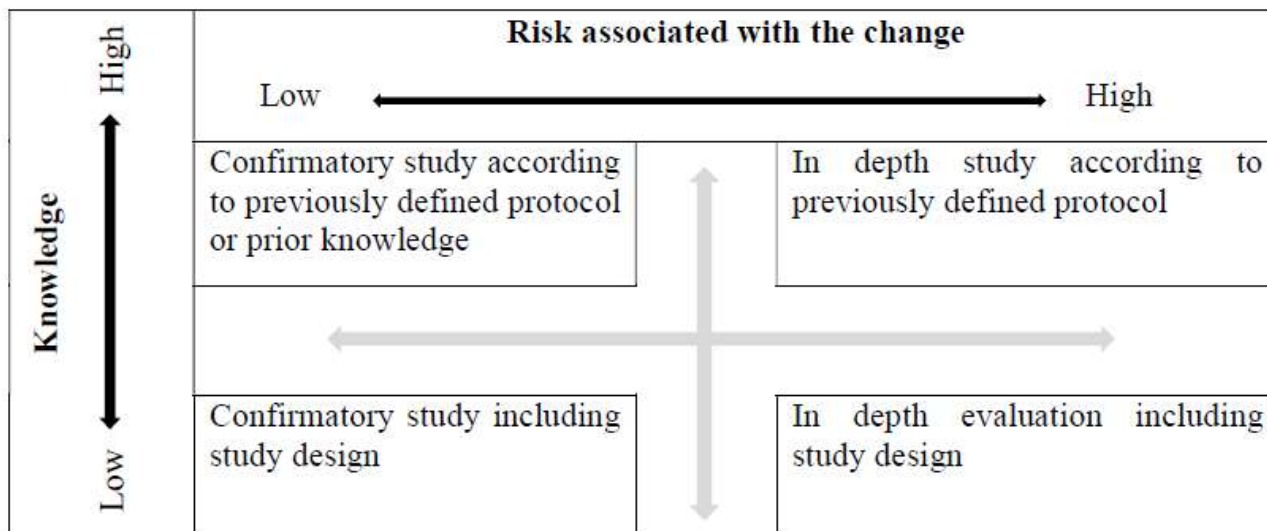 Risk associated with the change
Low
High
High
Knowledge
Low
Confirmatory study according
to previously defined protocol
or prior knowledge
In depth study according to
previously defined protocol
Confirmatory study including
study design
In depth evaluation including
study design